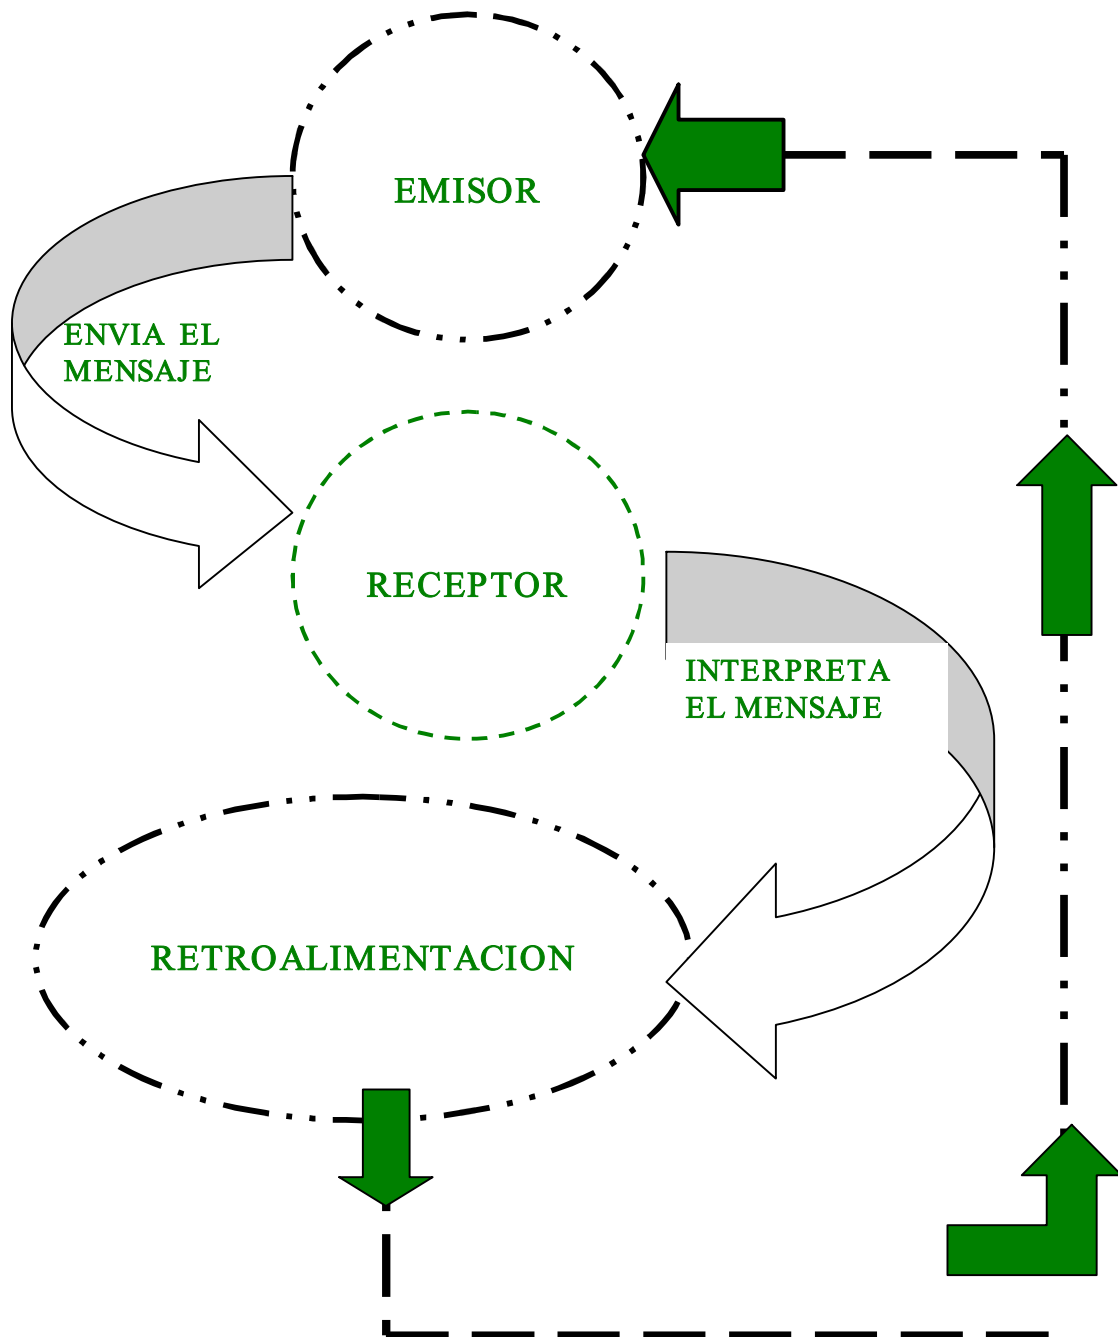 EMISOR
ENVIA EL
MENSAJE
RECEPTOR
INTERPRETA
EL MENSAJE
RETROALIMENTACION